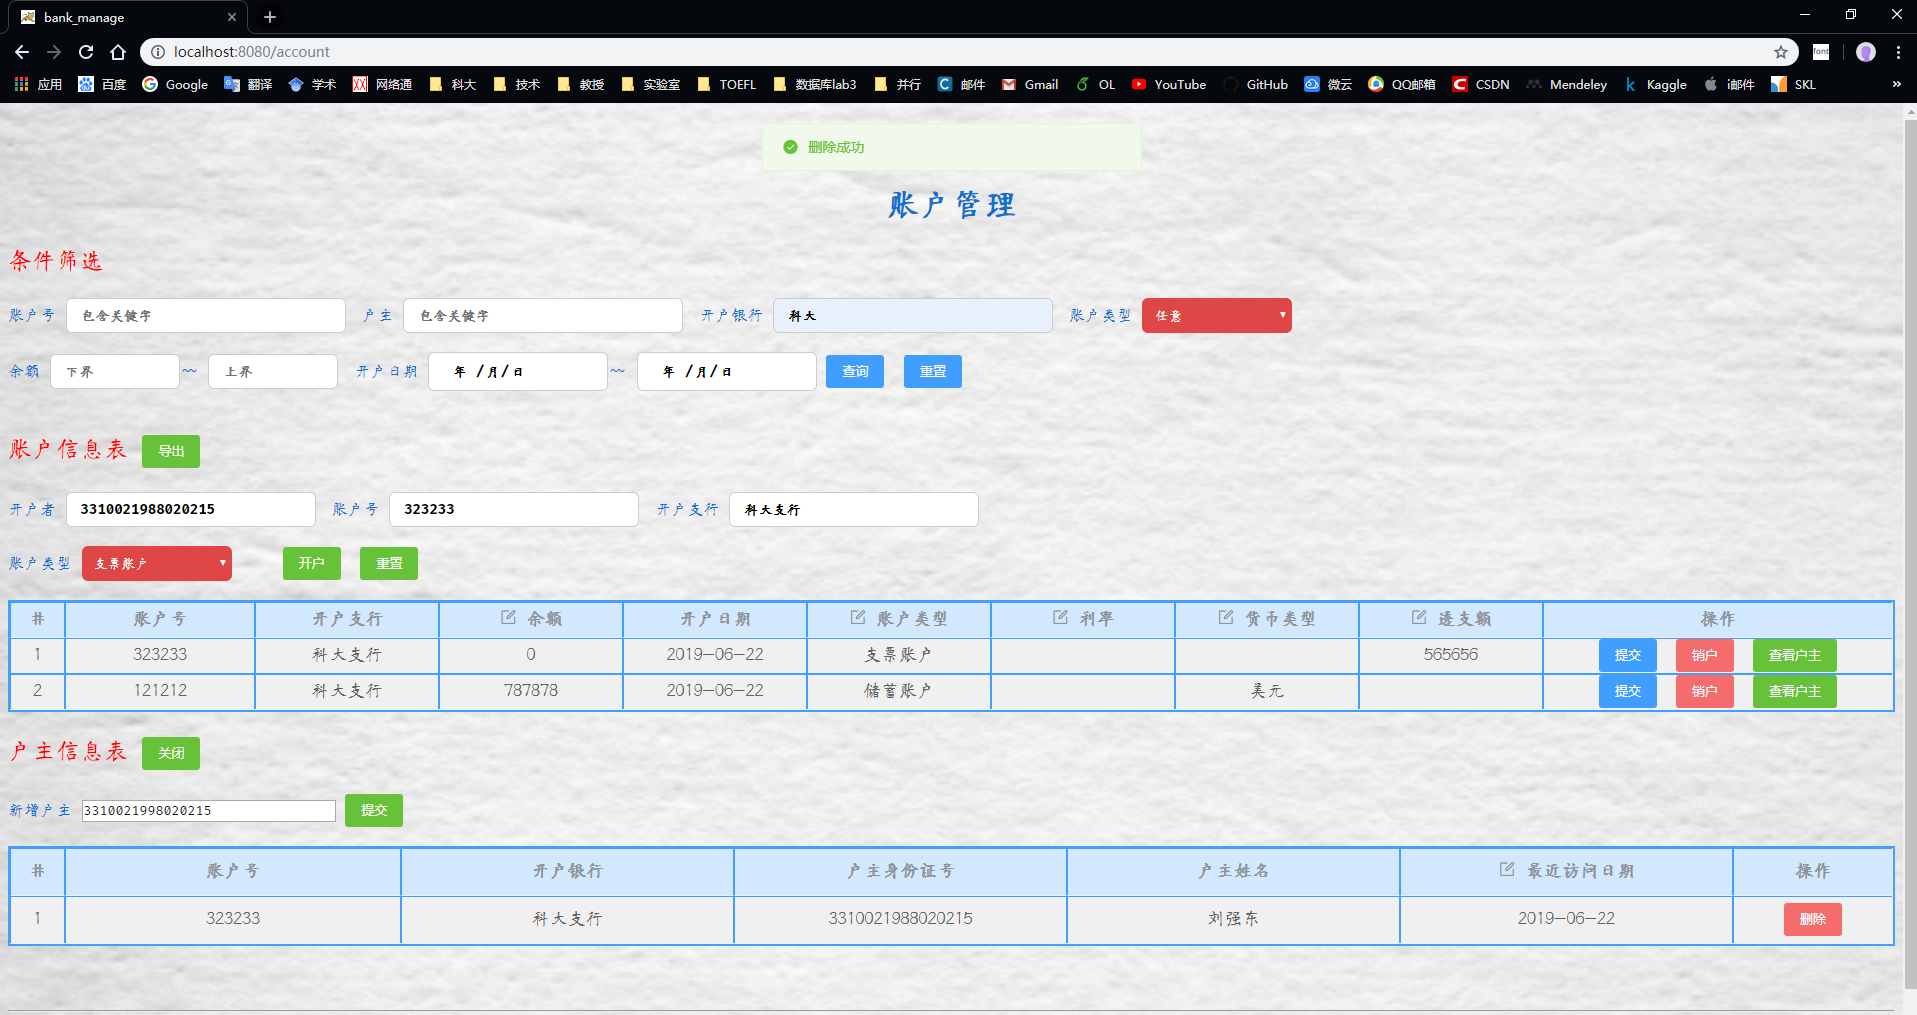 bank_manage
localhost:8080/account
font
应用 百度 Google 翻译 学术 网络通 科大 技术 教授 实验室 TOEFL 数据库lab3 并行 邮件 Gmail OL YouTube GitHub 微云 QQ邮箱 CSDN Mendeley Kaggle i邮件 SKL »
删除成功
账户管理
条件筛选
账户号 包含关键字 户主 包含关键字 开户银行 科大 账户类型 任意
余额 下界 ~~ 上界 开户日期 年 /月/日 ~~ 年 /月/日 查询 重置
账户信息表 导出
开户者 3310021988020215 账户号 323233 开户支行 科大支行
账户类型 支票账户 开户 重置
# 账户号 开户支行 余额 开户日期 账户类型 利率 货币类型 透支额 操作
1 323233 科大支行 0 2019-06-22 支票账户 565656 提交 销户 查看户主
2 121212 科大支行 787878 2019-06-22 储蓄账户 美元 提交 销户 查看户主
户主信息表 关闭
新增户主 3310021998020215 提交
# 账户号 开户银行 户主身份证号 户主姓名 最近访问日期 操作
1 323233 科大支行 3310021988020215 刘强东 2019-06-22 删除